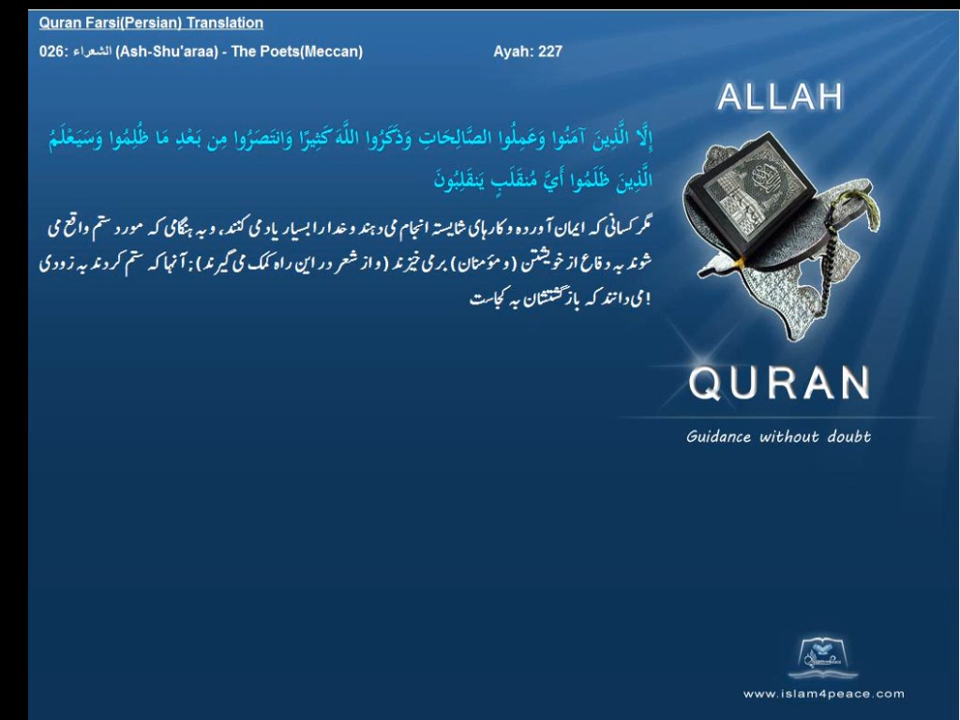 Quran Farsi(Persian) Translation
026: الشعراء (Ash-Shu'araa) - The Poets(Meccan) Ayah: 227
ALLAH
إِلَّا الَّذِينَ آمَنُوا وَعَمِلُوا الصَّالِحَاتِ وَذَكَرُوا اللَّهَ كَثِيرًا وَانتَصَرُوا مِن بَعْدِ مَا ظُلِمُوا وَسَيَعْلَمُ
الَّذِينَ ظَلَمُوا أَيَّ مُنقَلَبٍ يَنقَلِبُونَ
مگر کسانی که ایمان آورده و کارهای شایسته انجام می‌دهند و خدا را بسیار یاد می کنند، و به هنگامی که مورد ستم واقع می
شوند به دفاع از خویشتن (و مؤمنان) برمی‌خیزند (و از شعر در این راه کمک می گیرند): آنها که ستم کردند به زودی
!می‌دانند که بازگشتشان به کجاست
QURAN
Guidance without doubt
www.islam4peace.com